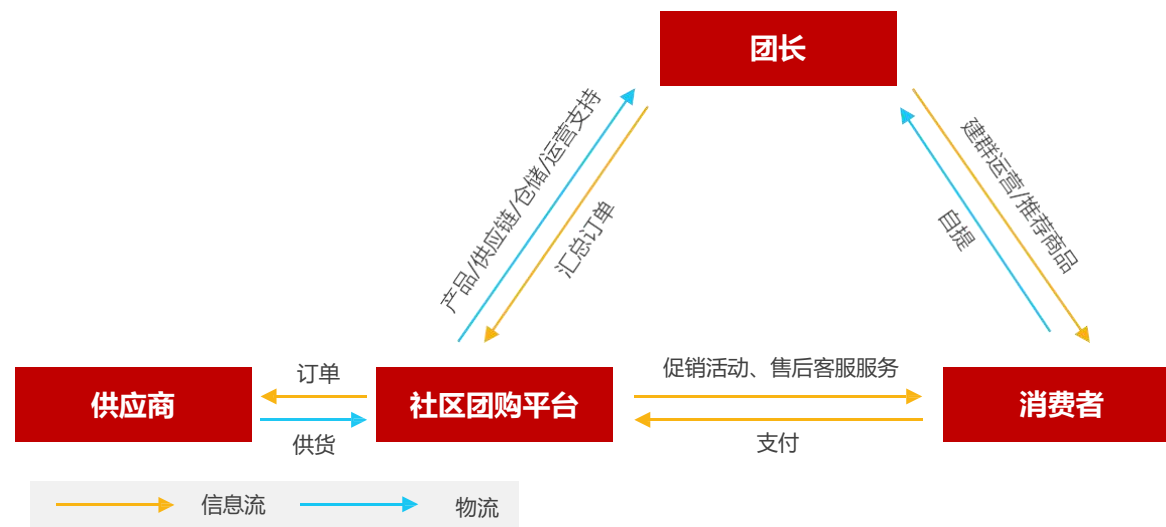 团长
产品/供应链/仓储/运营支持
汇总订单
建群运营/推荐商品
自提
供应商
订单
供货
社区团购平台
促销活动、售后客服服务
支付
消费者
信息流
物流